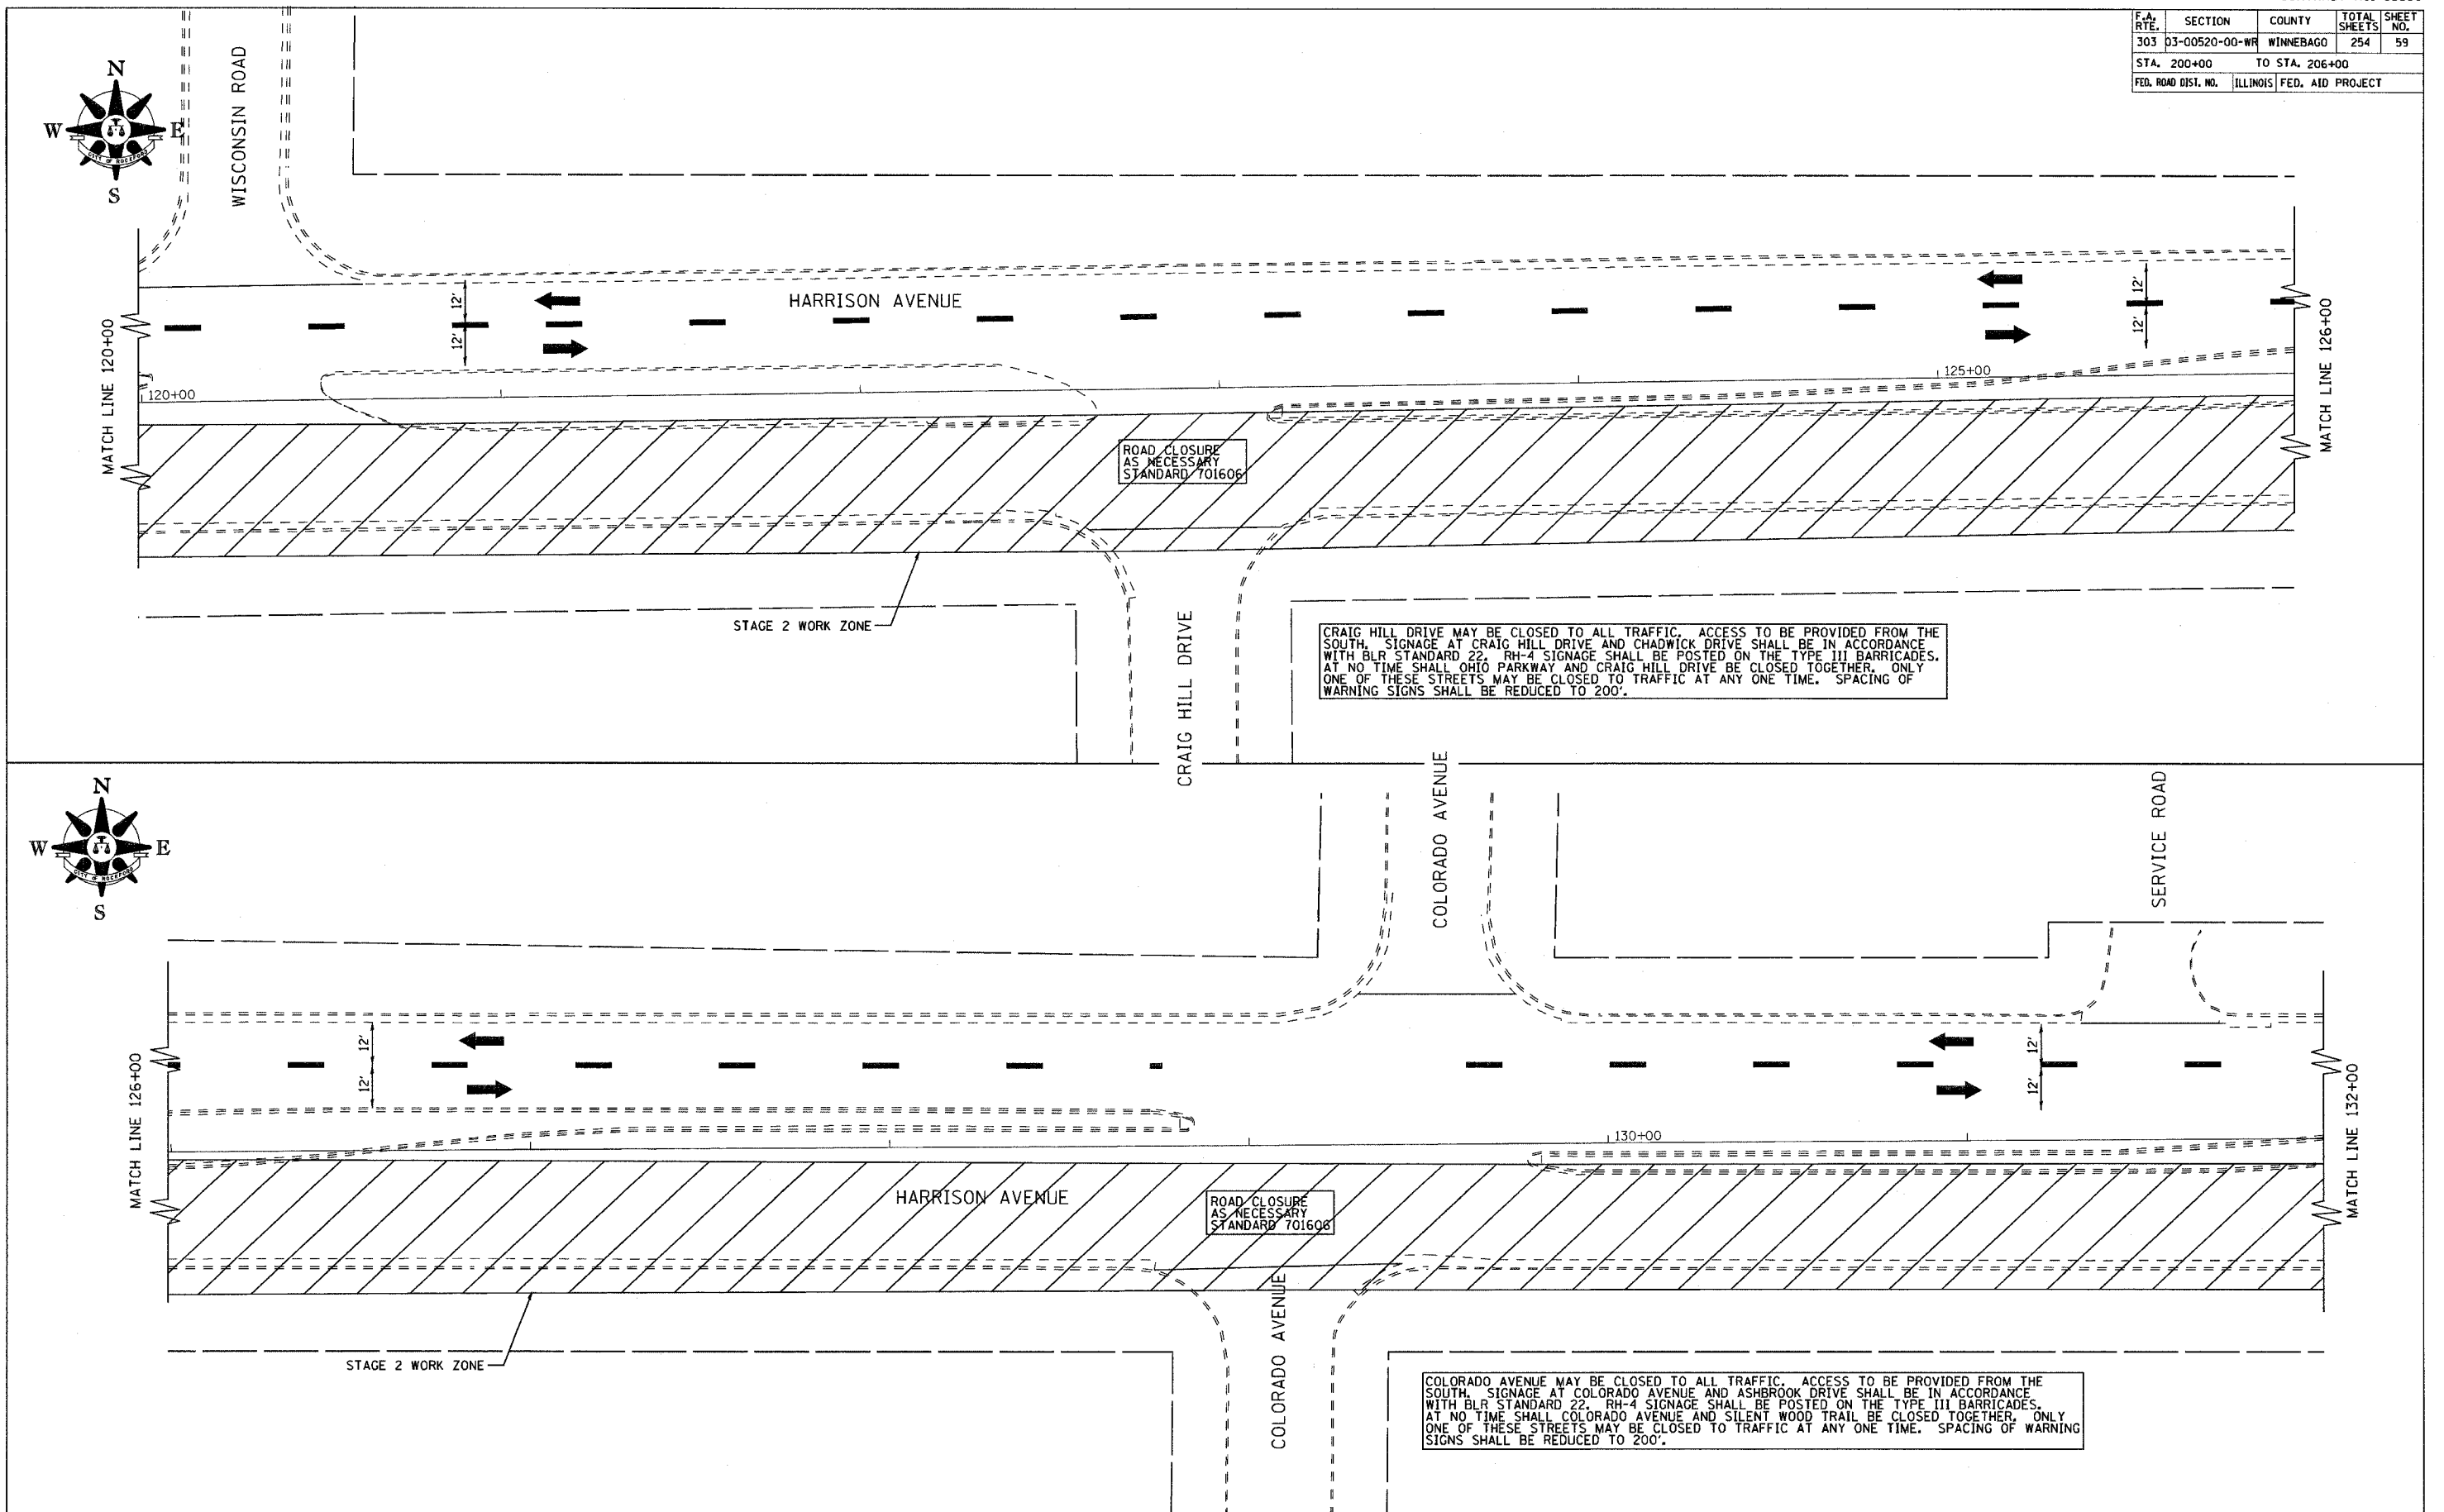 F.A. RTE. SECTION COUNTY TOTAL SHEETS SHEET NO.
303 03-00520-00-WR WINNEBAGO 254 59
STA. 200+00 TO STA. 206+00
FED. ROAD DIST. NO. ILLINOIS FED. AID PROJECT
N
W E
CITY OF ROCKFORD
S
WISCONSIN ROAD
HARRISON AVENUE
12'
12'
12'
12'
MATCH LINE 120+00
120+00
125+00
MATCH LINE 126+00
ROAD CLOSURE
AS NECESSARY
STANDARD 701606
STAGE 2 WORK ZONE
CRAIG HILL DRIVE
CRAIG HILL DRIVE MAY BE CLOSED TO ALL TRAFFIC. ACCESS TO BE PROVIDED FROM THE
SOUTH. SIGNAGE AT CRAIG HILL DRIVE AND CHADWICK DRIVE SHALL BE IN ACCORDANCE
WITH BLR STANDARD 22. RH-4 SIGNAGE SHALL BE POSTED ON THE TYPE III BARRICADES.
AT NO TIME SHALL OHIO PARKWAY AND CRAIG HILL DRIVE BE CLOSED TOGETHER. ONLY
ONE OF THESE STREETS MAY BE CLOSED TO TRAFFIC AT ANY ONE TIME. SPACING OF
WARNING SIGNS SHALL BE REDUCED TO 200'.
N
W E
CITY OF ROCKFORD
S
COLORADO AVENUE
SERVICE ROAD
12'
12'
12'
12'
MATCH LINE 126+00
130+00
MATCH LINE 132+00
HARRISON AVENUE
ROAD CLOSURE
AS NECESSARY
STANDARD 701606
STAGE 2 WORK ZONE
COLORADO AVENUE
COLORADO AVENUE MAY BE CLOSED TO ALL TRAFFIC. ACCESS TO BE PROVIDED FROM THE
SOUTH. SIGNAGE AT COLORADO AVENUE AND ASHBROOK DRIVE SHALL BE IN ACCORDANCE
WITH BLR STANDARD 22. RH-4 SIGNAGE SHALL BE POSTED ON THE TYPE III BARRICADES.
AT NO TIME SHALL COLORADO AVENUE AND SILENT WOOD TRAIL BE CLOSED TOGETHER. ONLY
ONE OF THESE STREETS MAY BE CLOSED TO TRAFFIC AT ANY ONE TIME. SPACING OF WARNING
SIGNS SHALL BE REDUCED TO 200'.